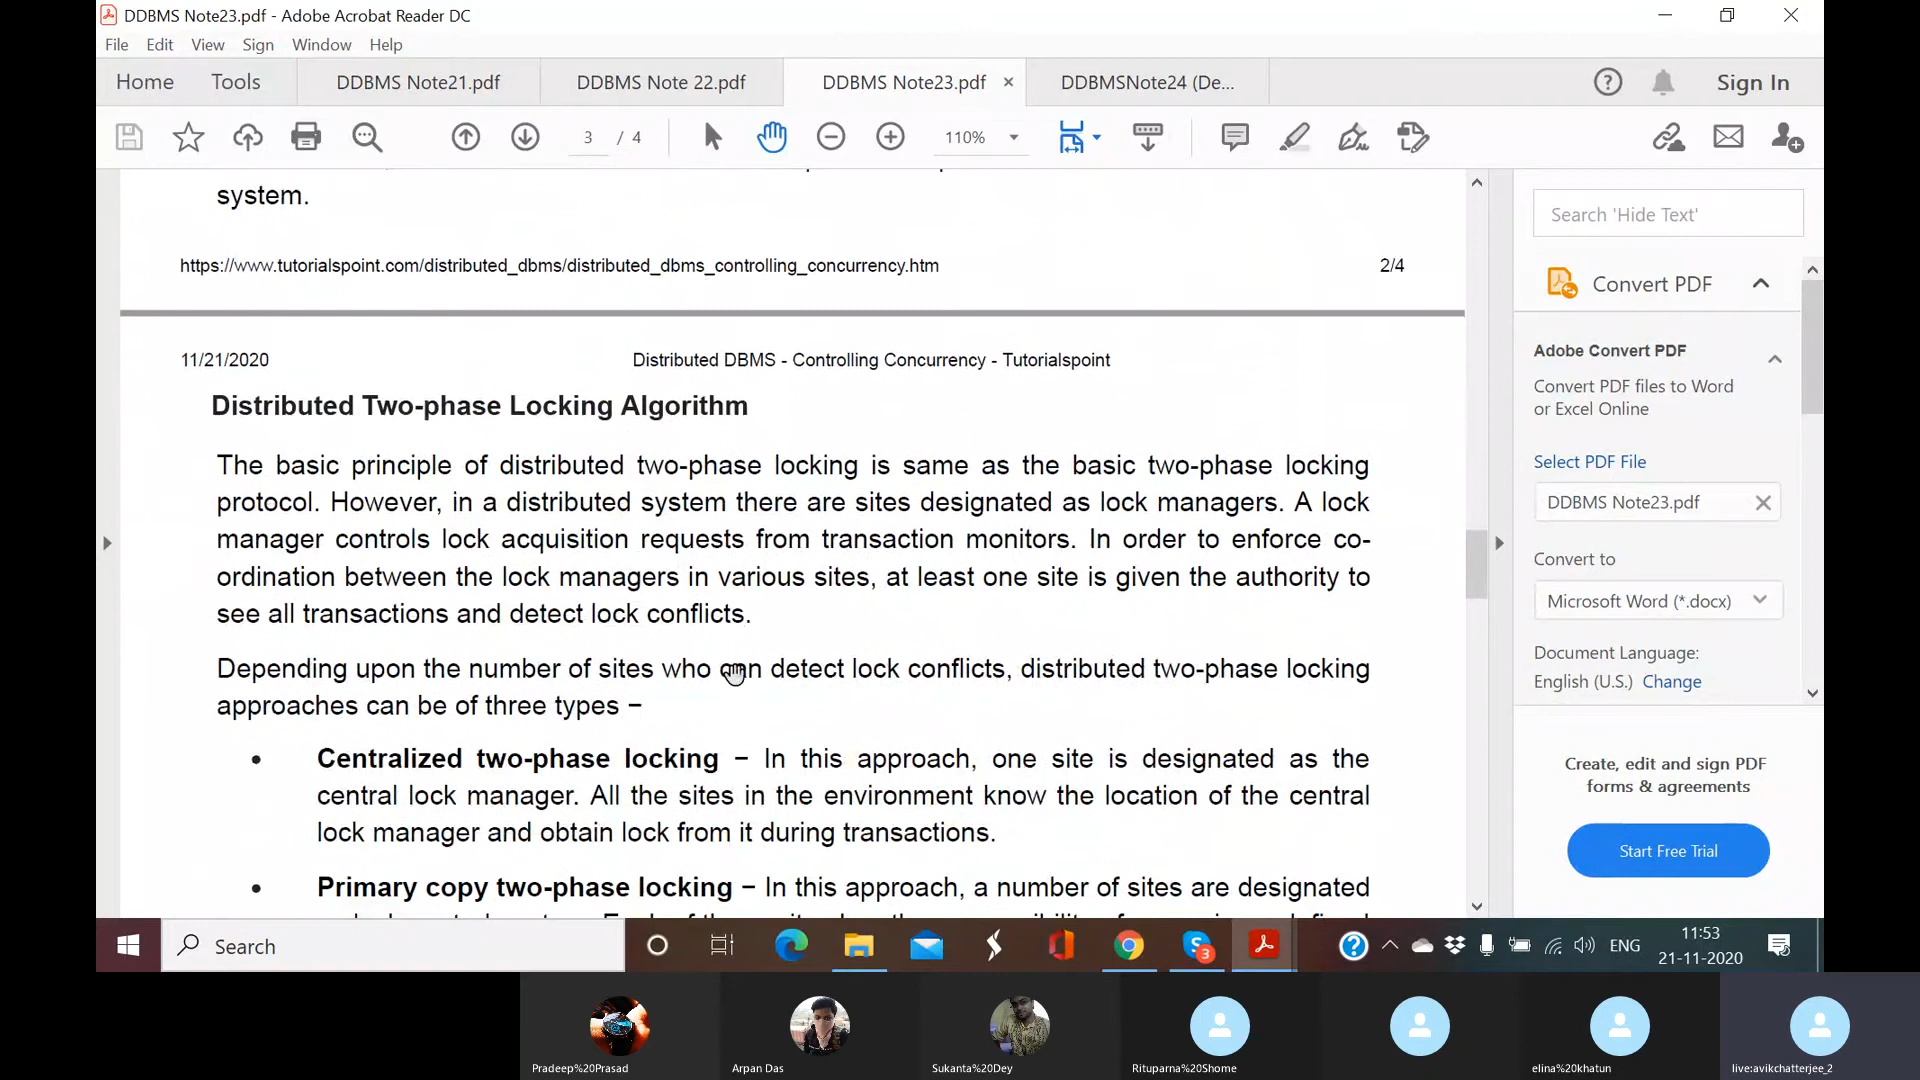 DDBMS Note23.pdf - Adobe Acrobat Reader DC
File Edit View Sign Window Help
Home Tools DDBMS Note21.pdf DDBMS Note 22.pdf DDBMS Note23.pdf × DDBMSNote24 (De... Sign In
3 / 4 110%
system.
https://www.tutorialspoint.com/distributed_dbms/distributed_dbms_controlling_concurrency.htm 2/4
11/21/2020 Distributed DBMS - Controlling Concurrency - Tutorialspoint
Distributed Two-phase Locking Algorithm
The basic principle of distributed two-phase locking is same as the basic two-phase locking
protocol. However, in a distributed system there are sites designated as lock managers. A lock
manager controls lock acquisition requests from transaction monitors. In order to enforce co-
ordination between the lock managers in various sites, at least one site is given the authority to
see all transactions and detect lock conflicts.
Depending upon the number of sites who can detect lock conflicts, distributed two-phase locking
approaches can be of three types −
• Centralized two-phase locking − In this approach, one site is designated as the
central lock manager. All the sites in the environment know the location of the central
lock manager and obtain lock from it during transactions.
• Primary copy two-phase locking − In this approach, a number of sites are designated
Search 'Hide Text'
Convert PDF
Adobe Convert PDF
Convert PDF files to Word
or Excel Online
Select PDF File
DDBMS Note23.pdf
Convert to
Microsoft Word (*.docx)
Document Language:
English (U.S.) Change
Create, edit and sign PDF
forms & agreements
Start Free Trial
Search 3 ENG 11:53
21-11-2020
Pradeep%20Prasad Arpan Das Sukanta%20Dey Rituparna%20Shome elina%20khatun live:avikchatterjee_2